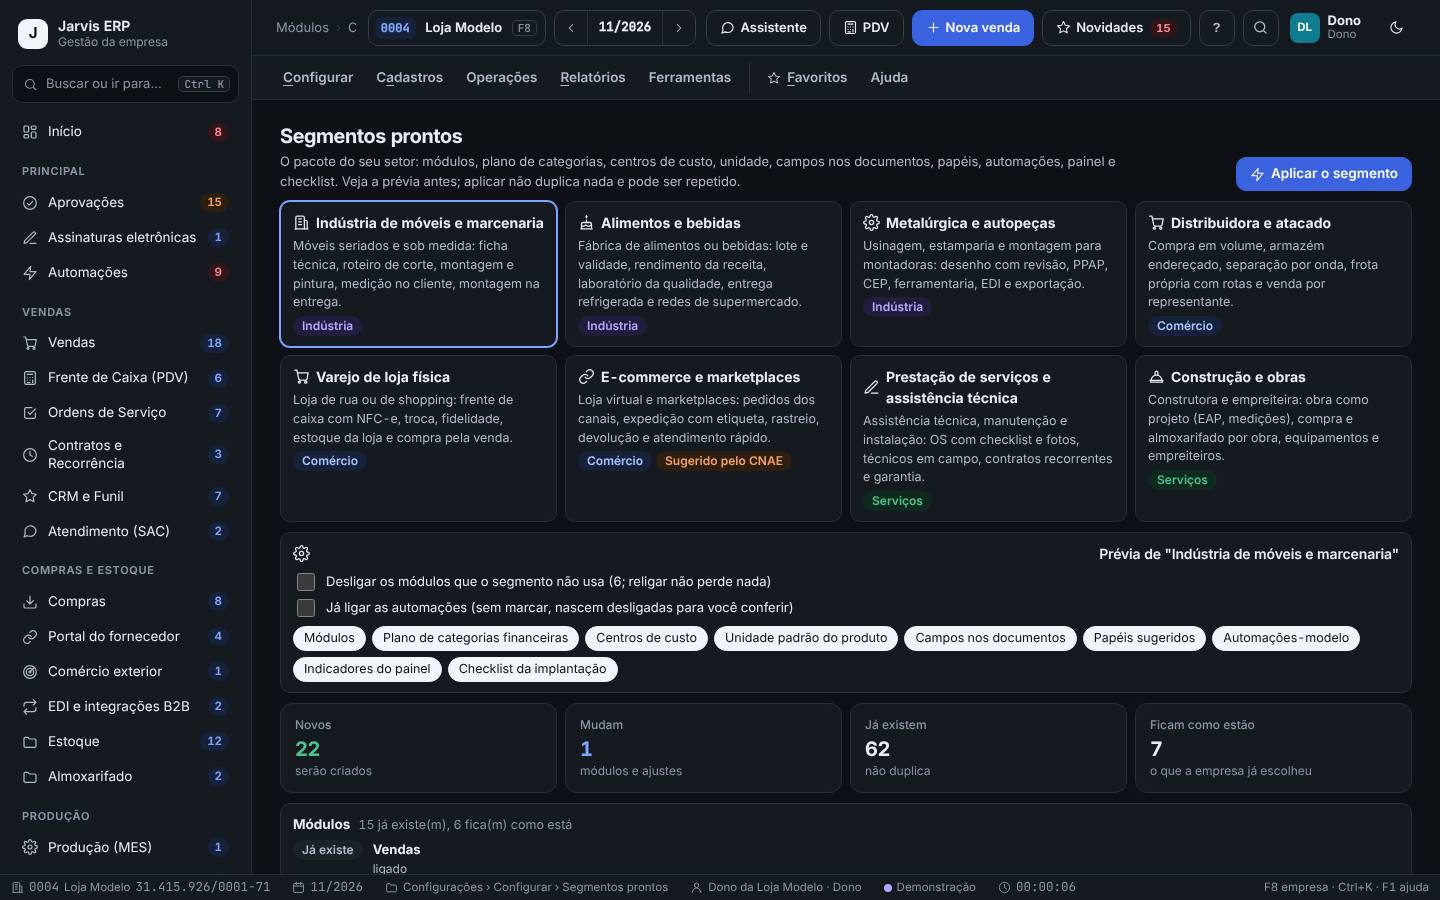 J
Jarvis ERP
Gestão da empresa
Buscar ou ir para... Ctrl K
Início 8
PRINCIPAL
Aprovações 15
Assinaturas eletrônicas 1
Automações 9
VENDAS
Vendas 18
Frente de Caixa (PDV) 6
Ordens de Serviço 7
Contratos e
Recorrência 3
CRM e Funil 7
Atendimento (SAC) 2
COMPRAS E ESTOQUE
Compras 8
Portal do fornecedor 4
Comércio exterior 1
EDI e integrações B2B 2
Estoque 12
Almoxarifado 2
PRODUÇÃO
Produção (MES) 1
Módulos › C
0004 Loja Modelo F8
‹ 11/2026 ›
Assistente
PDV
+ Nova venda
Novidades 15
?
DL
Dono
Dono
Configurar Cadastros Operações Relatórios Ferramentas Favoritos Ajuda
Segmentos prontos
O pacote do seu setor: módulos, plano de categorias, centros de custo, unidade, campos nos documentos, papéis, automações, painel e
checklist. Veja a prévia antes; aplicar não duplica nada e pode ser repetido.
Aplicar o segmento
Indústria de móveis e marcenaria
Móveis seriados e sob medida: ficha
técnica, roteiro de corte, montagem e
pintura, medição no cliente, montagem na
entrega.
Indústria
Alimentos e bebidas
Fábrica de alimentos ou bebidas: lote e
validade, rendimento da receita,
laboratório da qualidade, entrega
refrigerada e redes de supermercado.
Indústria
Metalúrgica e autopeças
Usinagem, estamparia e montagem para
montadoras: desenho com revisão, PPAP,
CEP, ferramentaria, EDI e exportação.
Indústria
Distribuidora e atacado
Compra em volume, armazém
endereçado, separação por onda, frota
própria com rotas e venda por
representante.
Comércio
Varejo de loja física
Loja de rua ou de shopping: frente de
caixa com NFC-e, troca, fidelidade,
estoque da loja e compra pela venda.
Comércio
E-commerce e marketplaces
Loja virtual e marketplaces: pedidos dos
canais, expedição com etiqueta, rastreio,
devolução e atendimento rápido.
Comércio Sugerido pelo CNAE
Prestação de serviços e
assistência técnica
Assistência técnica, manutenção e
instalação: OS com checklist e fotos,
técnicos em campo, contratos recorrentes
e garantia.
Serviços
Construção e obras
Construtora e empreiteira: obra como
projeto (EAP, medições), compra e
almoxarifado por obra, equipamentos e
empreiteiros.
Serviços
Prévia de "Indústria de móveis e marcenaria"
Desligar os módulos que o segmento não usa (6; religar não perde nada)
Já ligar as automações (sem marcar, nascem desligadas para você conferir)
Módulos Plano de categorias financeiras Centros de custo Unidade padrão do produto Campos nos documentos Papéis sugeridos Automações-modelo
Indicadores do painel Checklist da implantação
Novos
22
serão criados
Mudam
1
módulos e ajustes
Já existem
62
não duplica
Ficam como estão
7
o que a empresa já escolheu
Módulos 15 já existe(m), 6 fica(m) como está
Já existe Vendas
ligado
0004 Loja Modelo 31.415.926/0001-71 11/2026 Configurações › Configurar › Segmentos prontos Dono da Loja Modelo · Dono Demonstração 00:00:06 F8 empresa · Ctrl+K · F1 ajuda